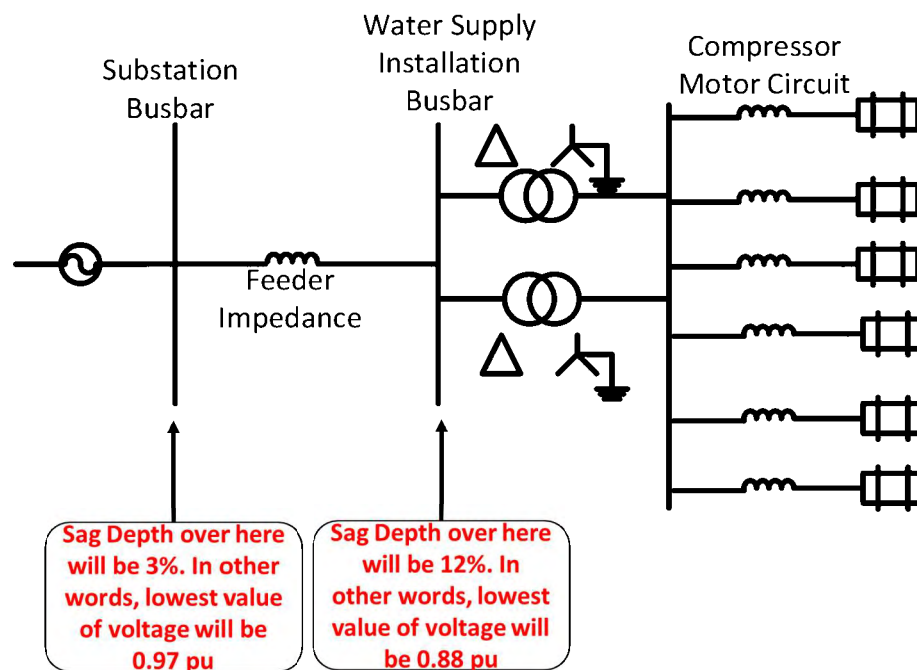 Substation
Busbar
Water Supply
Installation
Busbar
Compressor
Motor Circuit
Feeder
Impedance
Sag Depth over here
will be 3%. In other
words, lowest value
of voltage will be
0.97 pu
Sag Depth over here
will be 12%. In
other words, lowest
value of voltage will
be 0.88 pu